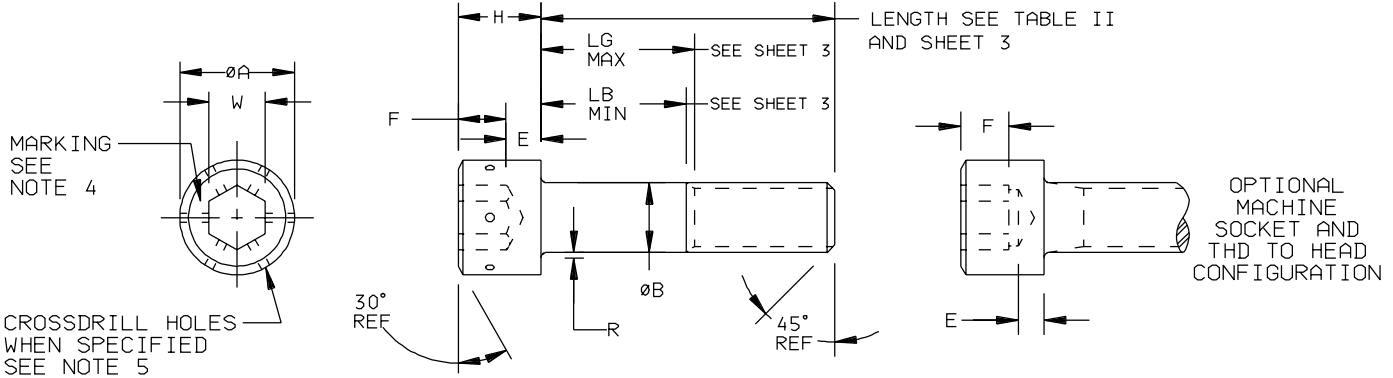 H
LENGTH SEE TABLE II
AND SHEET 3
LG
MAX
SEE SHEET 3
LB
MIN
SEE SHEET 3
øA
W
F
E
F
MARKING
SEE
NOTE 4
OPTIONAL
MACHINE
SOCKET AND
THD TO HEAD
CONFIGURATION
øB
30°
REF
R
45°
REF
E
CROSSDRILL HOLES
WHEN SPECIFIED
SEE NOTE 5